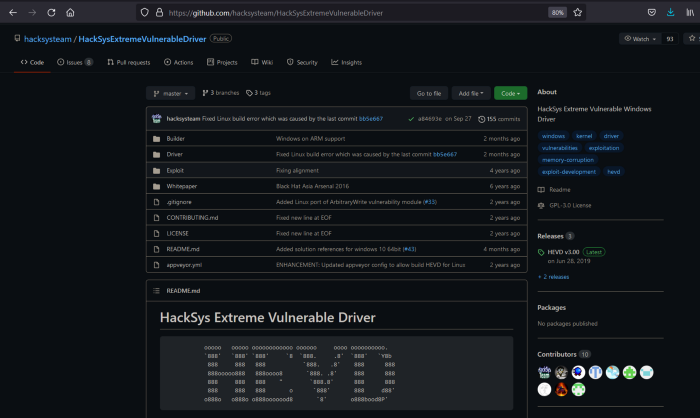 https://github.com/hacksysteam/HackSysExtremeVulnerableDriver
80%
hacksysteam / HackSysExtremeVulnerableDriver Public
Watch 93
Code Issues 8 Pull requests Actions Projects Wiki Security Insights
master 3 branches 3 tags Go to file Add file Code
hacksysteam Fixed Linux build error which was caused by the last commit bb5e667 a84693e on Sep 27 155 commits
Builder Windows on ARM support 2 months ago
Driver Fixed Linux build error which was caused by the last commit bb5e667 2 months ago
Exploit Fixing alignment 4 years ago
Whitepaper Black Hat Asia Arsenal 2016 6 years ago
.gitignore Added Linux port of ArbitraryWrite vulnerability module (#33) 2 years ago
CONTRIBUTING.md Fixed new line at EOF 2 years ago
LICENSE Fixed new line at EOF 2 years ago
README.md Added solution references for windows 10 64bit (#43) 4 months ago
appveyor.yml ENHANCEMENT: Updated appveyor config to allow build HEVD for Linux 2 years ago
README.md
HackSys Extreme Vulnerable Driver
About
HackSys Extreme Vulnerable Windows
Driver
windows kernel driver
vulnerabilities exploitation
memory-corruption
exploit-development hevd
Readme
GPL-3.0 License
Releases 3
HEVD v3.00 Latest
on Jun 28, 2019
+ 2 releases
Packages
No packages published
Contributors 10